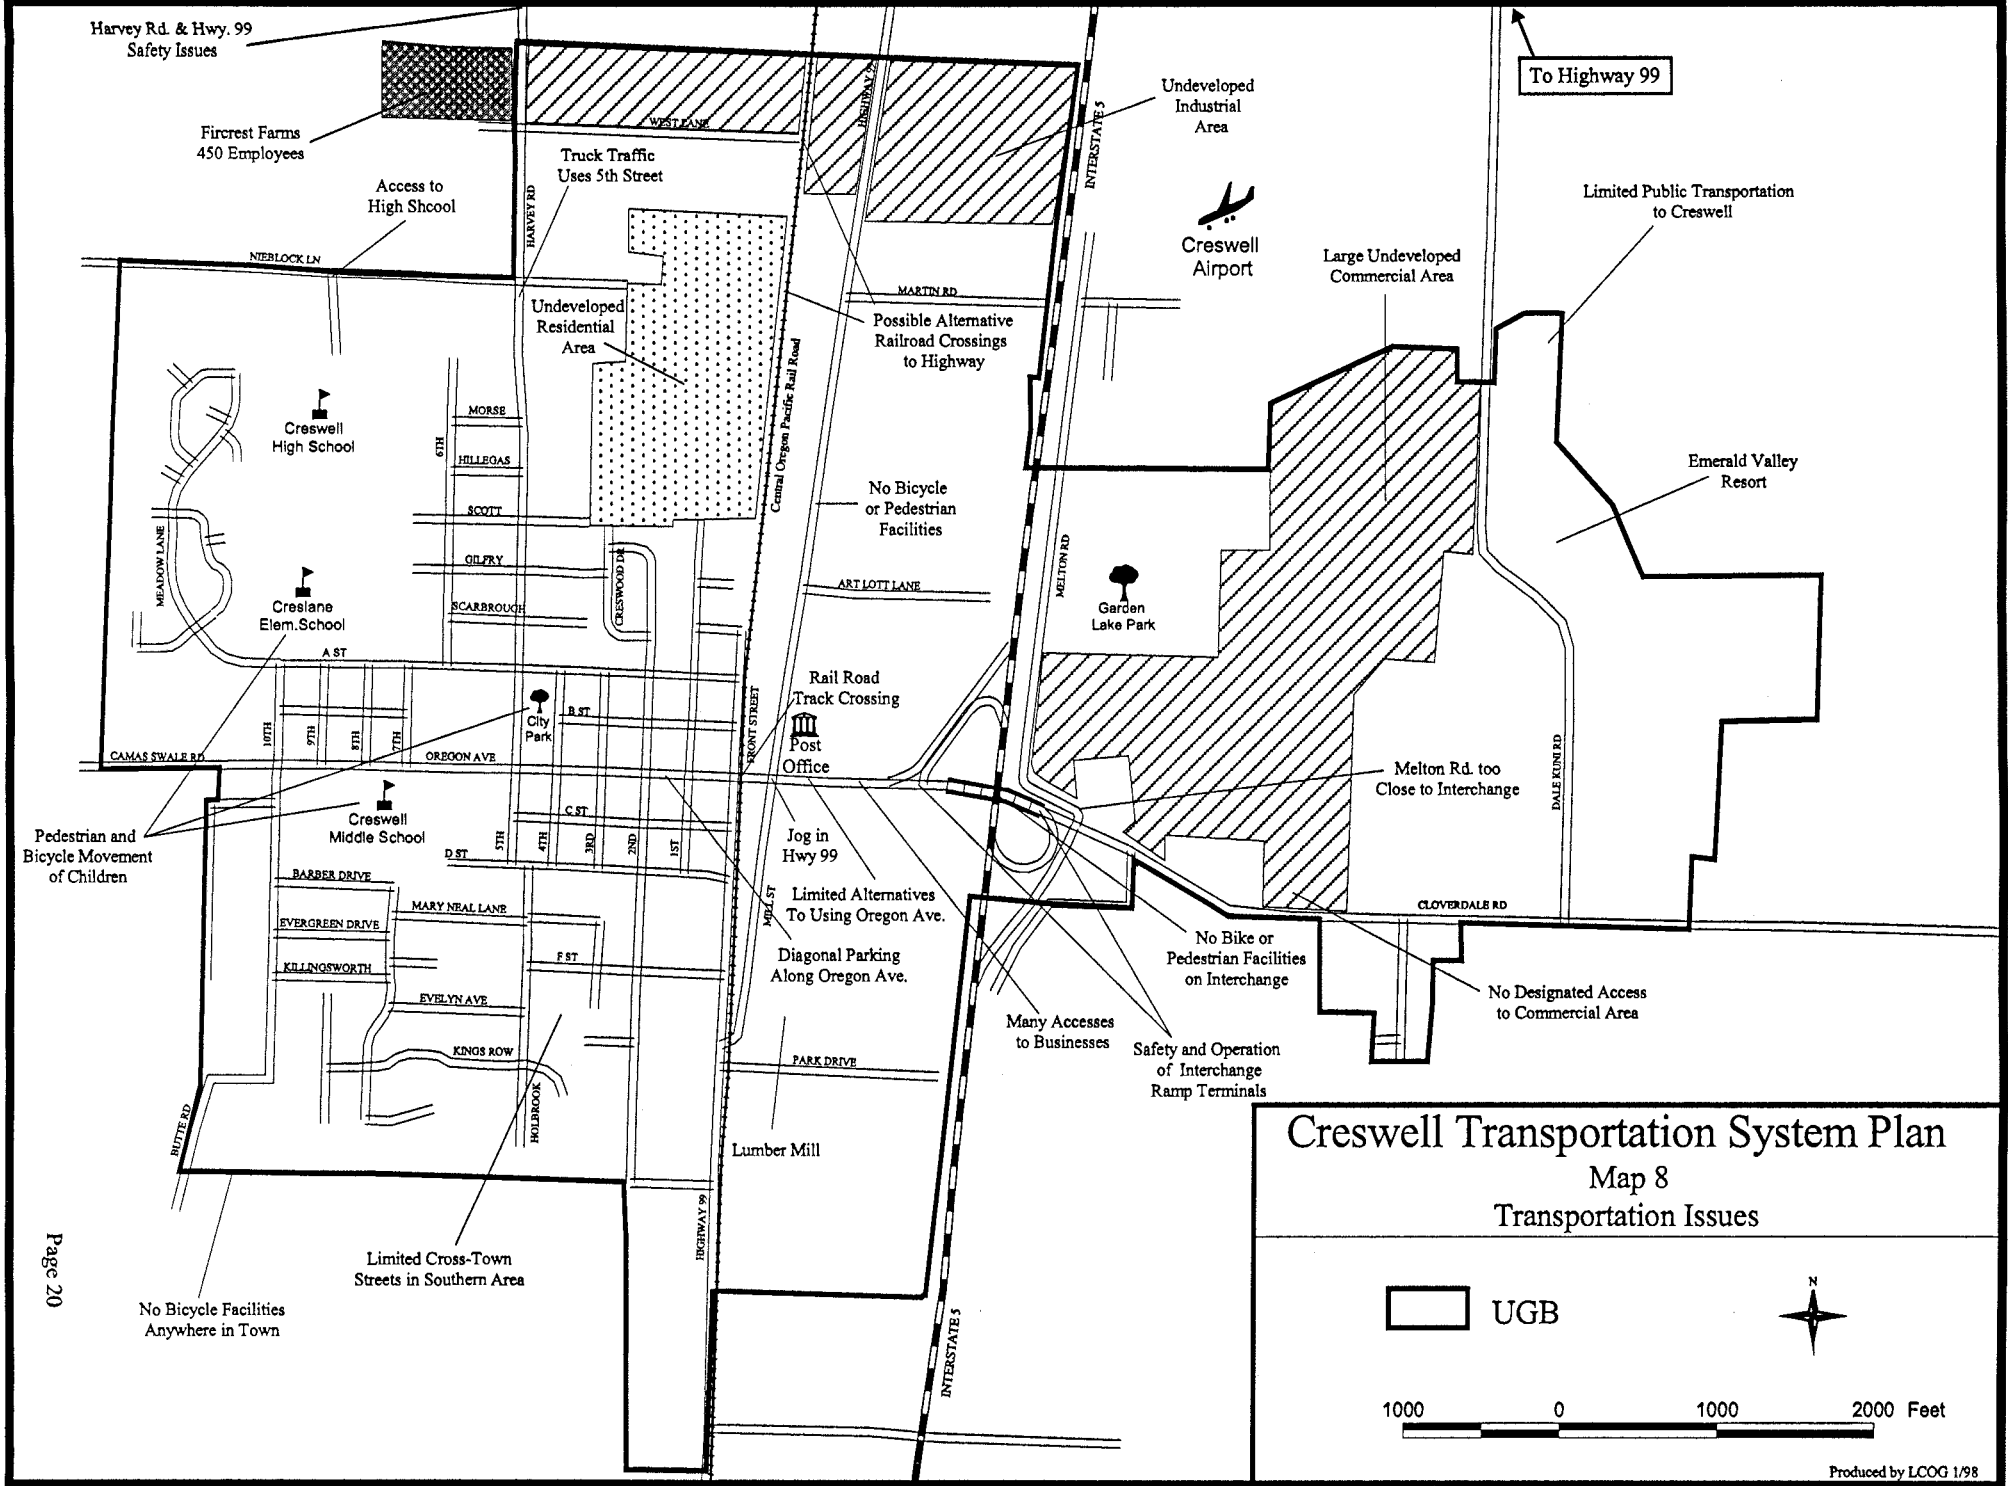 Harvey Rd. & Hwy. 99
Safety Issues
To Highway 99
Undeveloped
Industrial
Area
HIGHWAY 99
INTERSTATE 5
WEST LANE
Fircrest Farms
450 Employees
Truck Traffic
Uses 5th Street
Access to
High Shcool
HARVEY RD
Limited Public Transportation
to Creswell
Creswell
Airport
Large Undeveloped
Commercial Area
NIEBLOCK LN
MARTIN RD
Undeveloped
Residential
Area
Possible Alternative
Railroad Crossings
to Highway
Central Oregon Pacific Rail Road
MORSE
Creswell
High School
6TH
HILLEGAS
Emerald Valley
Resort
No Bicycle
or Pedestrian
Facilities
SCOTT
MEADOW LANE
GILFRY
CRESWOOD DR
MELTON RD
ART LOTT LANE
Creslane
Elem.School
SCARBROUGH
Garden
Lake Park
A ST
Rail Road
Track Crossing
FRONT STREET
City
Park
B ST
10TH
9TH
8TH
7TH
Post
Office
CAMAS SWALE RD
OREGON AVE
DALE KUNI RD
Melton Rd. too
Close to Interchange
Creswell
Middle School
C ST
Pedestrian and
Bicycle Movement
of Children
5TH
4TH
3RD
2ND
1ST
Jog in
Hwy 99
D ST
BARBER DRIVE
Limited Alternatives
To Using Oregon Ave.
MILL ST
MARY NEAL LANE
CLOVERDALE RD
EVERGREEN DRIVE
No Bike or
Pedestrian Facilities
on Interchange
Diagonal Parking
Along Oregon Ave.
F ST
KILLINGSWORTH
EVELYN AVE
No Designated Access
to Commercial Area
Many Accesses
to Businesses
Safety and Operation
of Interchange
Ramp Terminals
KINGS ROW
PARK DRIVE
HOLBROOK
BUTTE RD
Lumber Mill
HIGHWAY 99
Limited Cross-Town
Streets in Southern Area
No Bicycle Facilities
Anywhere in Town
INTERSTATE 5
Page 20
Creswell Transportation System Plan
Map 8
Transportation Issues
UGB
N
1000 0 1000 2000 Feet
Produced by LCOG 1/98